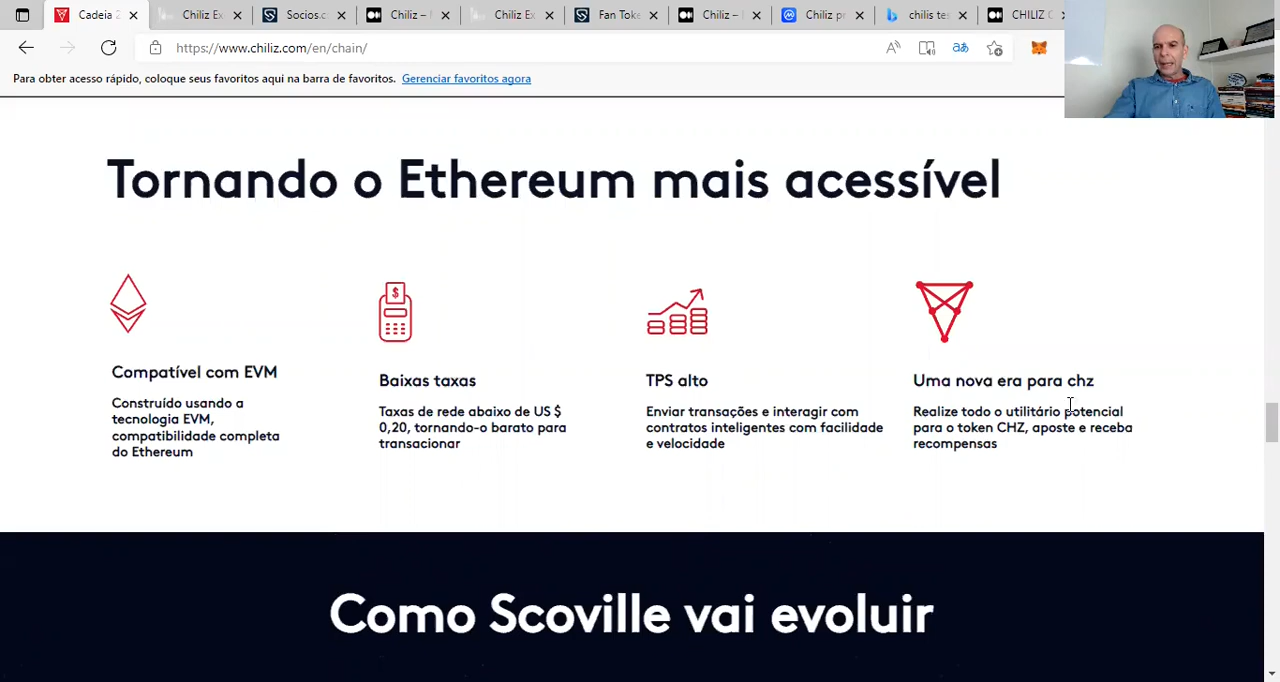 Cadeia 2
Chiliz Ex
Socios.c
Chiliz –
Chiliz Ex
Fan Toke
Chiliz –
Chiliz p
chilis tes
CHILIZ
https://www.chiliz.com/en/chain/
Para obter acesso rápido, coloque seus favoritos aqui na barra de favoritos. Gerenciar favoritos agora
Tornando o Ethereum mais acessível
$
Compatível com EVM
Construído usando a
tecnologia EVM,
compatibilidade completa
do Ethereum
Baixas taxas
Taxas de rede abaixo de US $
0,20, tornando-o barato para
transacionar
TPS alto
Enviar transações e interagir com
contratos inteligentes com facilidade
e velocidade
Uma nova era para chz
Realize todo o utilitário potencial
para o token CHZ, aposte e receba
recompensas
Como Scoville vai evoluir